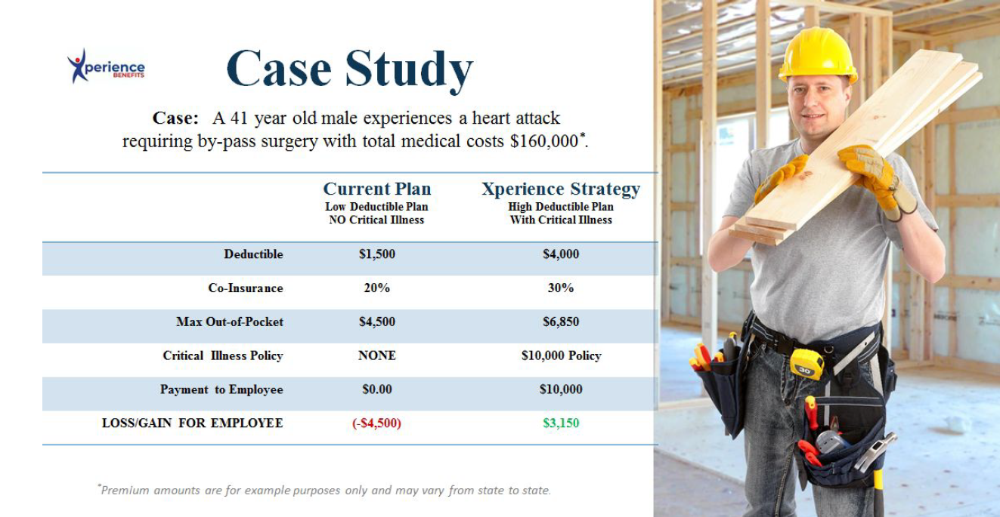 Xperience
BENEFITS
Case Study
Case: A 41 year old male experiences a heart attack
requiring by-pass surgery with total medical costs $160,000*.
Current Plan Xperience Strategy
Low Deductible Plan High Deductible Plan
NO Critical Illness With Critical Illness
Deductible $1,500 $4,000
Co-Insurance 20% 30%
Max Out-of-Pocket $4,500 $6,850
Critical Illness Policy NONE $10,000 Policy
Payment to Employee $0.00 $10,000
LOSS/GAIN FOR EMPLOYEE (-$4,500) $3,150
*Premium amounts are for example purposes only and may vary from state to state.
30